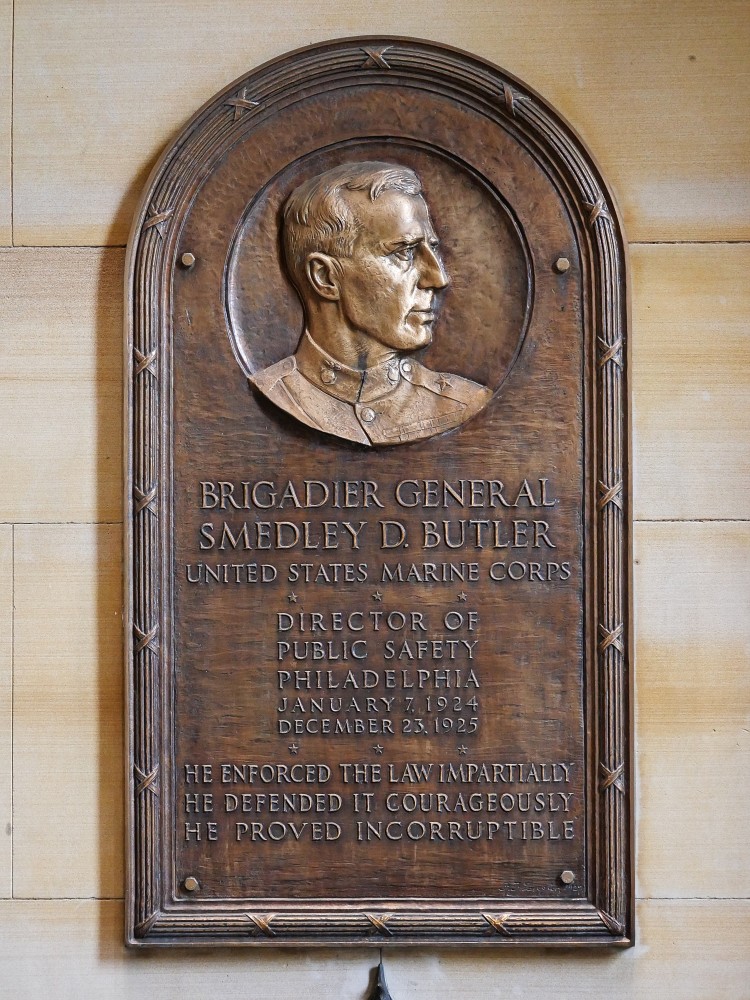 BRIGADIER GENERAL
SMEDLEY D. BUTLER
UNITED STATES MARINE CORPS
DIRECTOR OF
PUBLIC SAFETY
PHILADELPHIA
JANUARY 7, 1924
DECEMBER 23, 1925
HE ENFORCED THE LAW IMPARTIALLY
HE DEFENDED IT COURAGEOUSLY
HE PROVED INCORRUPTIBLE